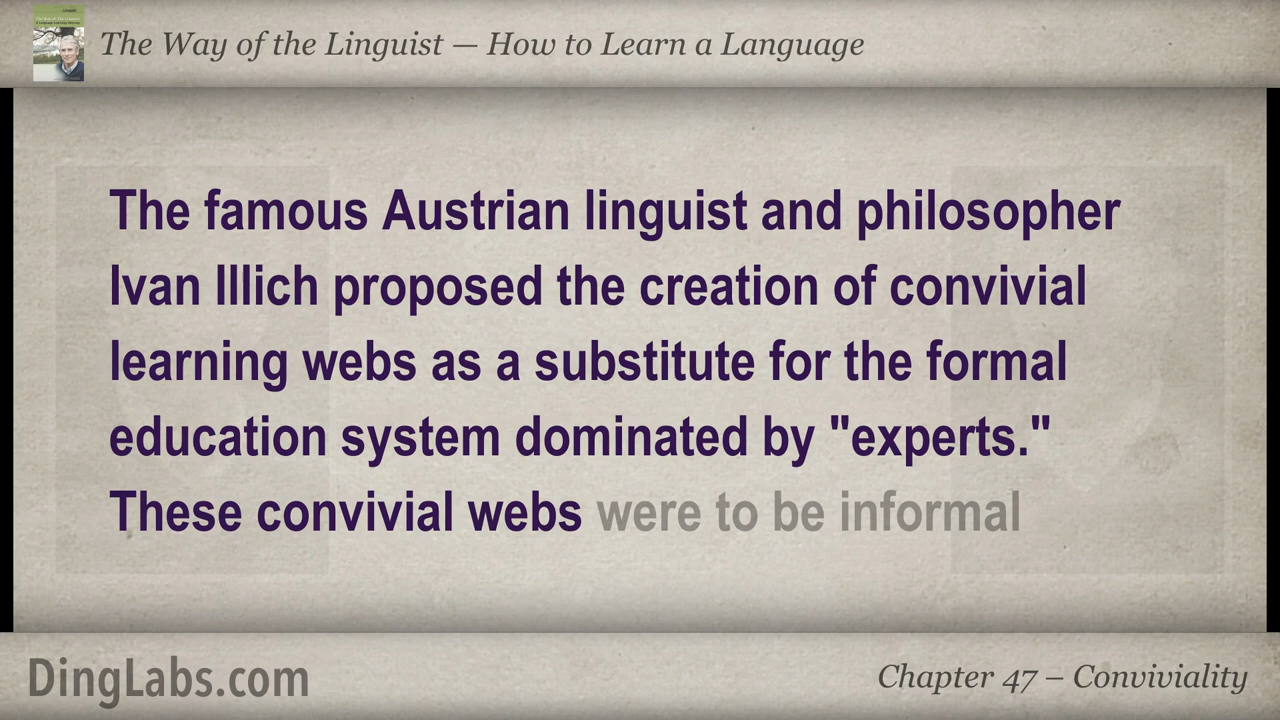 The Way of the Linguist — How to Learn a Language
The famous Austrian linguist and philosopher
Ivan Illich proposed the creation of convivial
learning webs as a substitute for the formal
education system dominated by "experts."
These convivial webs were to be informal
DingLabs.com
Chapter 47 – Conviviality